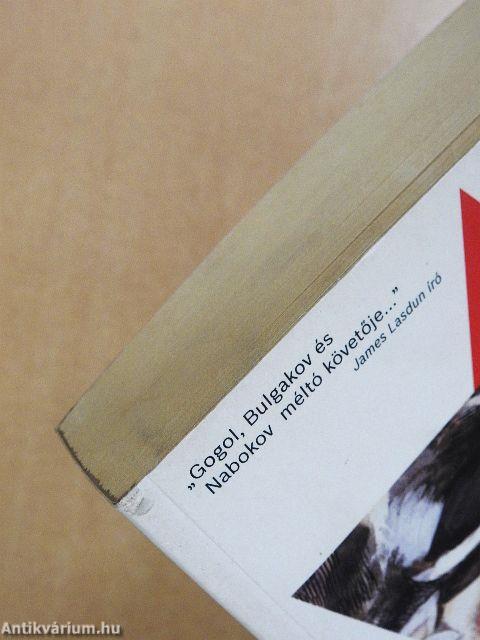 „Gogol, Bulgakov és
Nabokov méltó követője...”
James Lasdun író
Antikvárium.hu